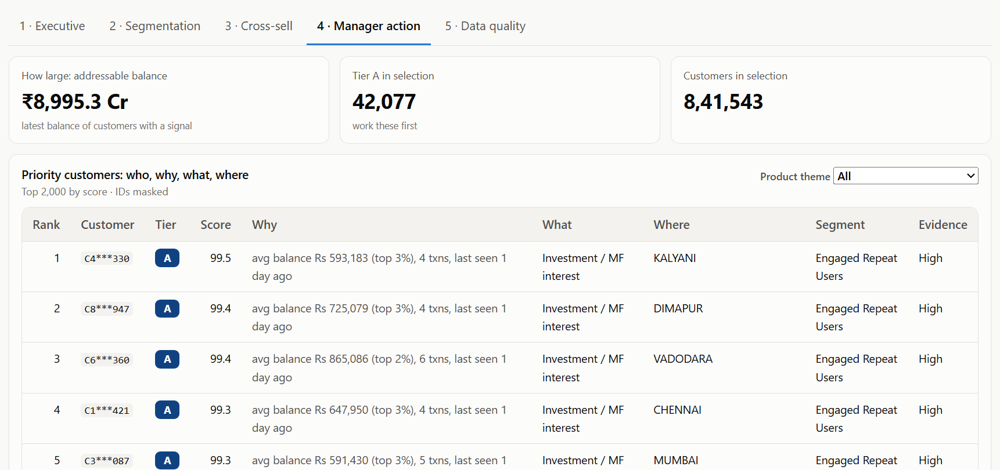 1 · Executive
2 · Segmentation
3 · Cross-sell
4 · Manager action
5 · Data quality
How large: addressable balance
₹8,995.3 Cr
latest balance of customers with a signal
Tier A in selection
42,077
work these first
Customers in selection
8,41,543
Priority customers: who, why, what, where
Top 2,000 by score · IDs masked
Product theme All
Rank Customer Tier Score Why What Where Segment Evidence
1 C4***330 A 99.5 avg balance Rs 593,183 (top 3%), 4 txns, last seen 1 Investment / MF KALYANI Engaged Repeat High
day ago interest Users
2 C8***947 A 99.4 avg balance Rs 725,079 (top 3%), 4 txns, last seen 1 Investment / MF DIMAPUR Engaged Repeat High
day ago interest Users
3 C6***360 A 99.4 avg balance Rs 865,086 (top 2%), 6 txns, last seen 1 Investment / MF VADODARA Engaged Repeat High
day ago interest Users
4 C1***421 A 99.3 avg balance Rs 647,950 (top 3%), 4 txns, last seen 1 Investment / MF CHENNAI Engaged Repeat High
day ago interest Users
5 C3***087 A 99.3 avg balance Rs 591,430 (top 3%), 5 txns, last seen 1 Investment / MF MUMBAI Engaged Repeat High